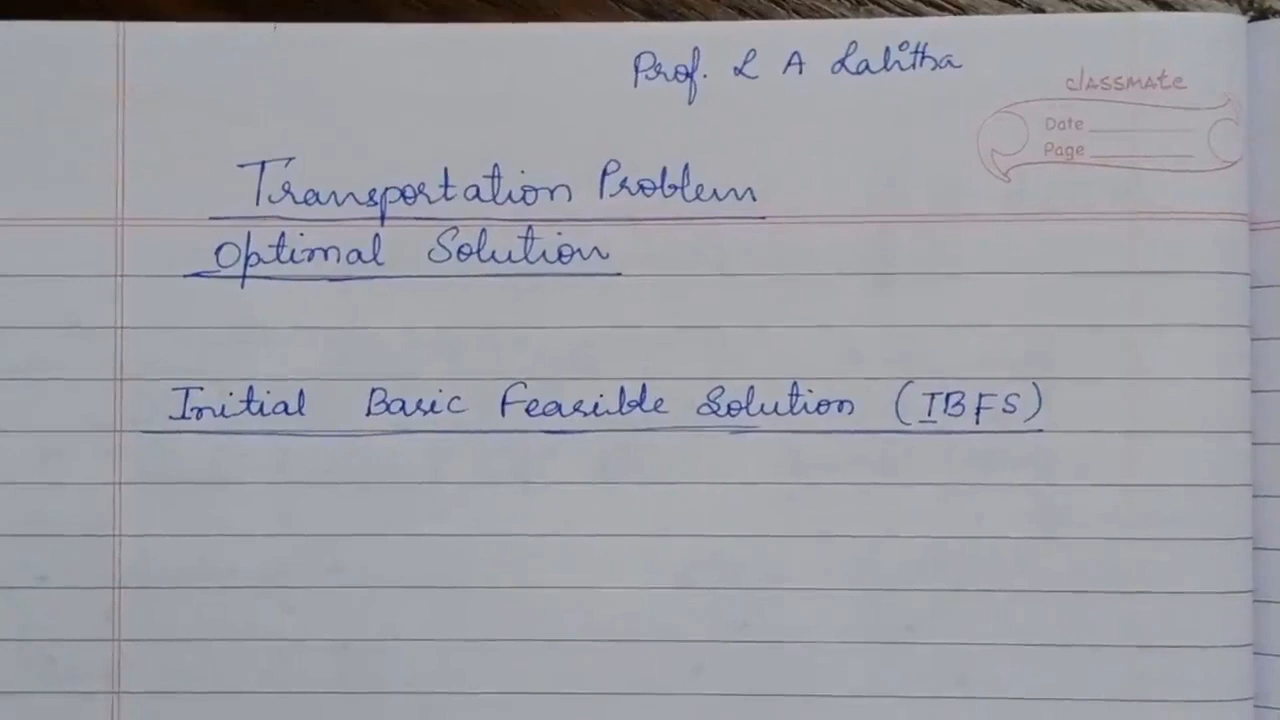 Prof. L A Lalitha
classmate
Date
Page
Transportation Problem
Optimal Solution
Initial Basic Feasible Solution (IBFS)